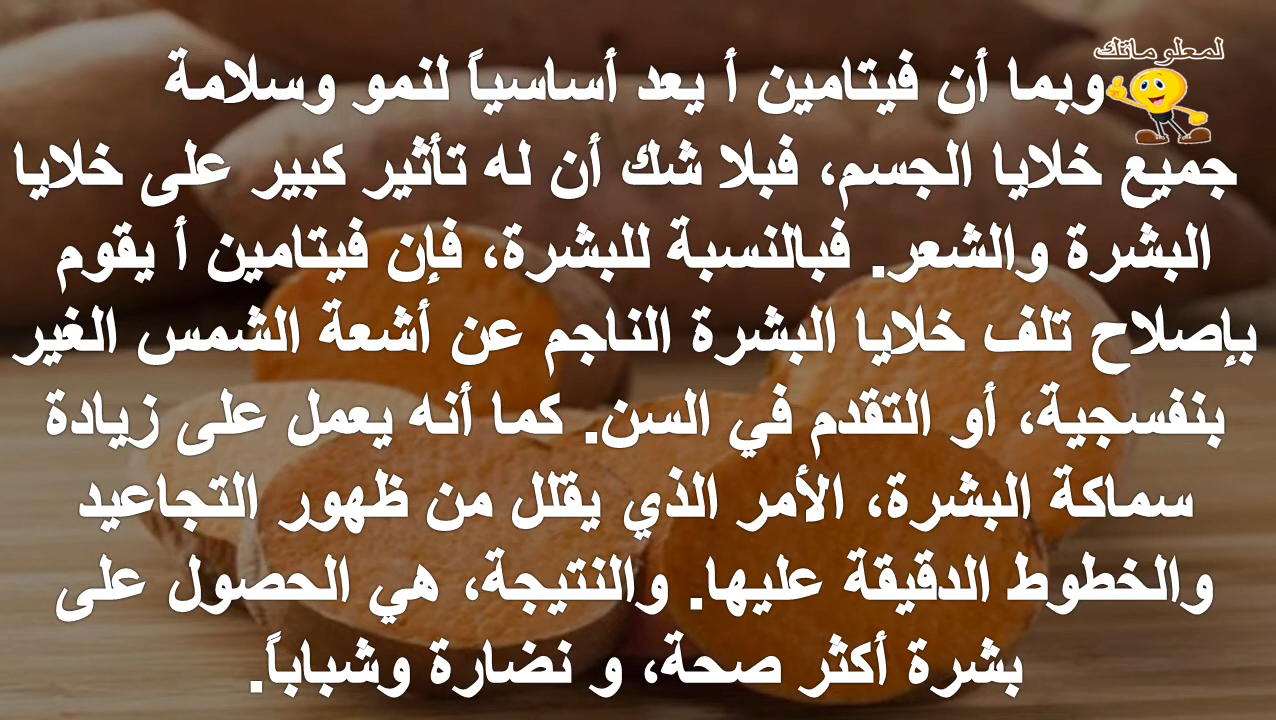 لمعلوماتك
وبما أن فيتامين أ يعد أساسياً لنمو وسلامة
جميع خلايا الجسم، فبلا شك أن له تأثير كبير على خلايا
البشرة والشعر. فبالنسبة للبشرة، فإن فيتامين أ يقوم
بإصلاح تلف خلايا البشرة الناجم عن أشعة الشمس الغير
بنفسجية، أو التقدم في السن. كما أنه يعمل على زيادة
سماكة البشرة، الأمر الذي يقلل من ظهور التجاعيد
والخطوط الدقيقة عليها. والنتيجة، هي الحصول على
بشرة أكثر صحة، و نضارة وشباباً.